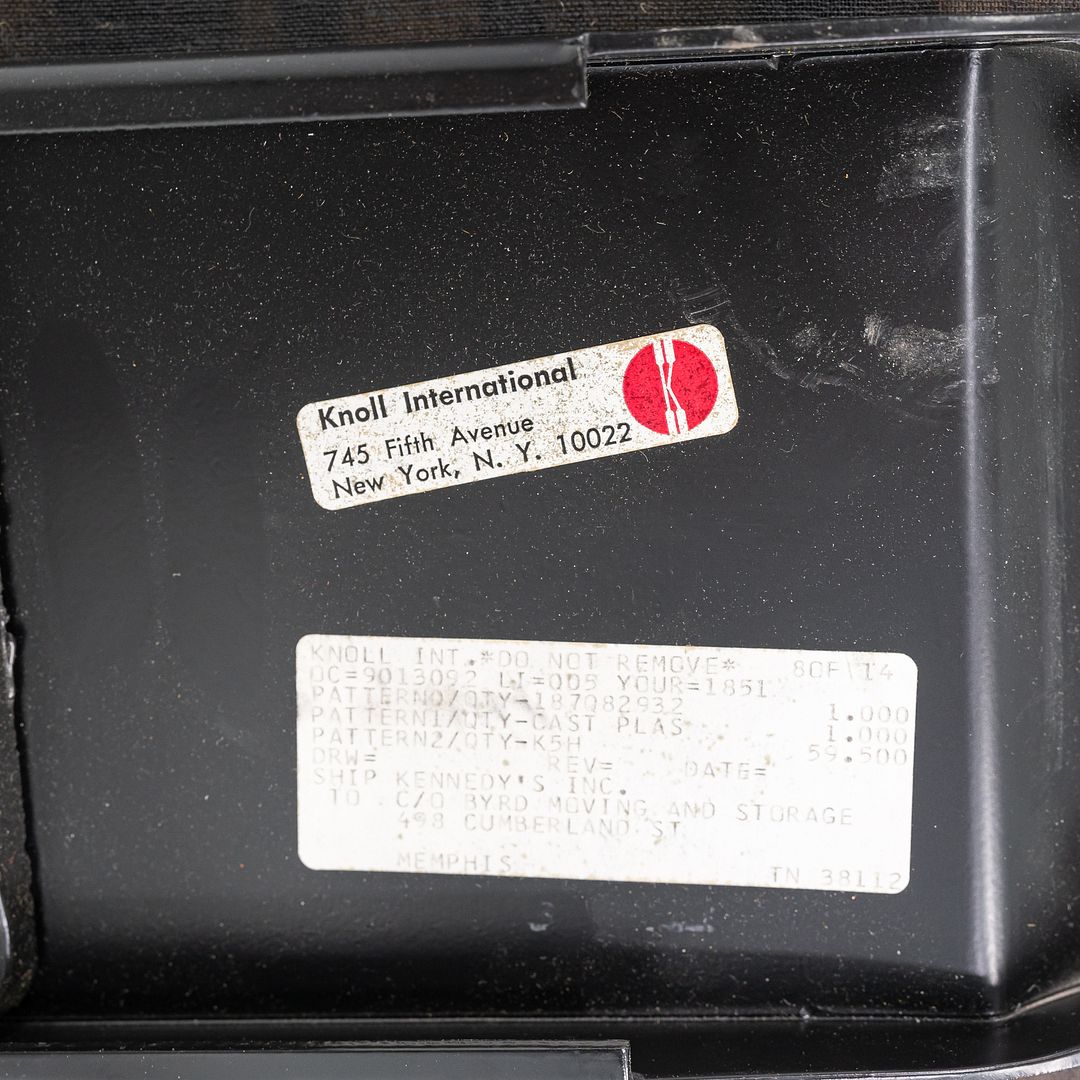 Knoll International
745 Fifth Avenue
New York, N. Y. 10022
KNOLL INT.*DO NOT REMOVE* 8OF 14
OC=9013092 LI=005 YOUR=1851
PATTERN0/QTY-187Q82932 1.000
PATTERN1/QTY-CAST PLAS 1.000
PATTERN2/QTY-K5H 59.500
DRW= REV= DATE=
SHIP KENNEDY'S INC.
TO C/O BYRD MOVING AND STORAGE
498 CUMBERLAND ST
MEMPHIS TN 38112